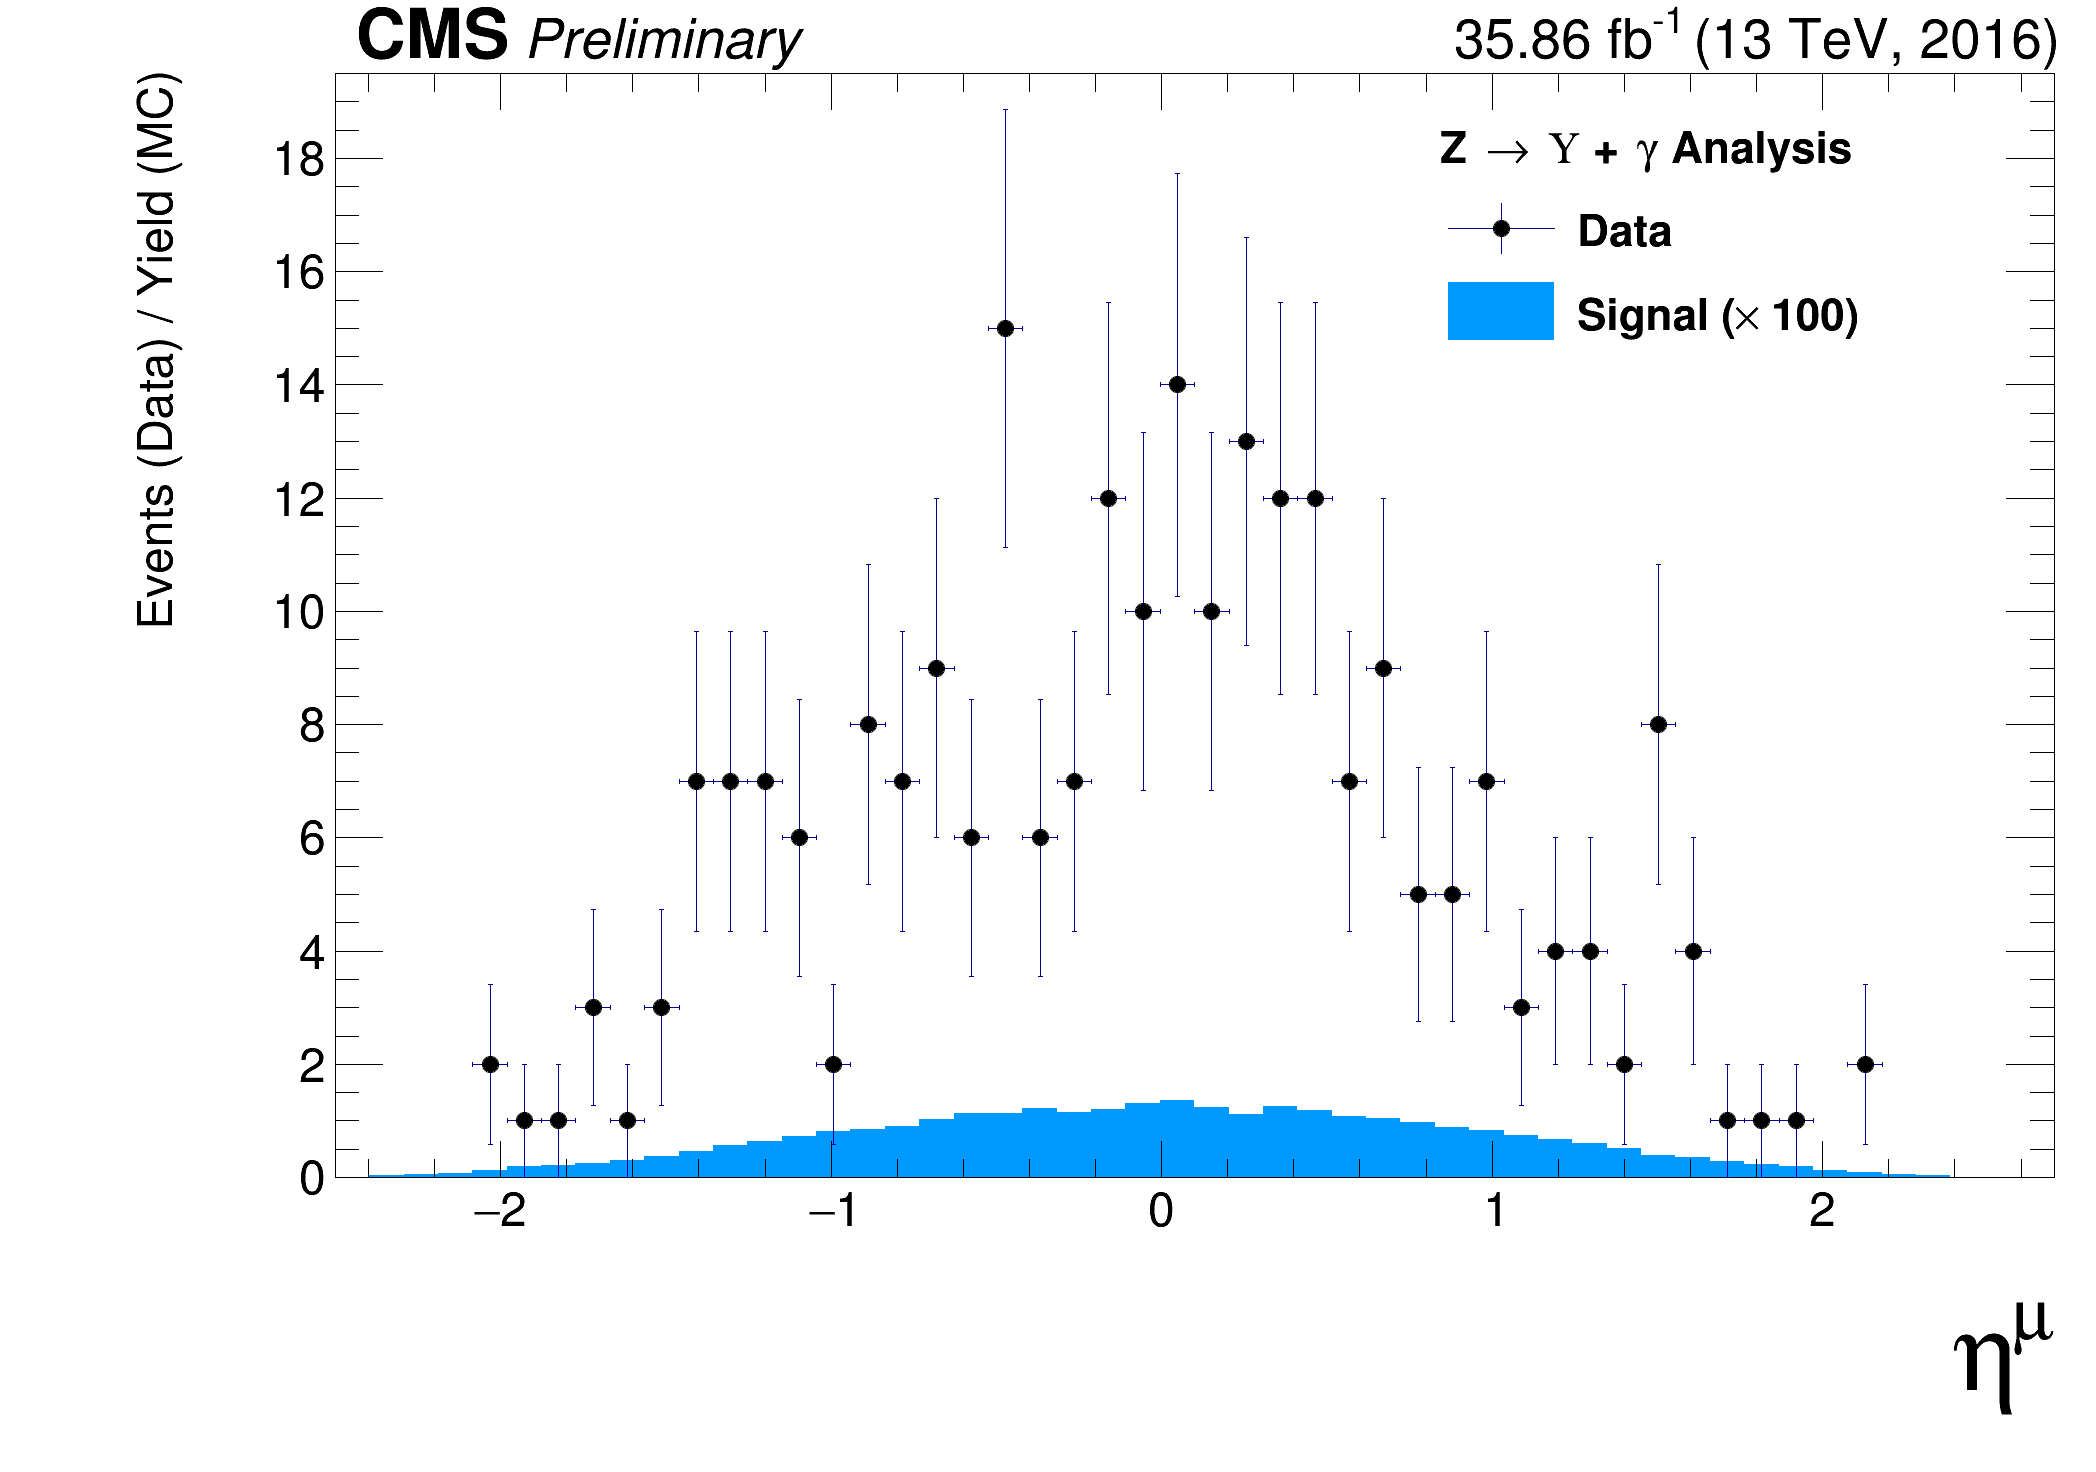 CMS Preliminary
35.86 fb⁻¹ (13 TeV, 2016)
Events (Data) / Yield (MC)
Z → Υ + γ Analysis
Data
Signal (× 100)
18
16
14
12
10
8
6
4
2
0
−2 −1 0 1 2
η^μ